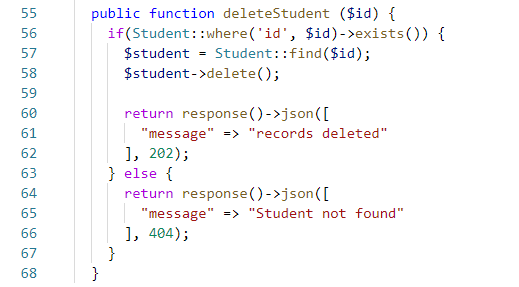 55 public function deleteStudent ($id) {
56 if(Student::where('id', $id)->exists()) {
57 $student = Student::find($id);
58 $student->delete();
59
60 return response()->json([
61 "message" => "records deleted"
62 ], 202);
63 } else {
64 return response()->json([
65 "message" => "Student not found"
66 ], 404);
67 }
68 }